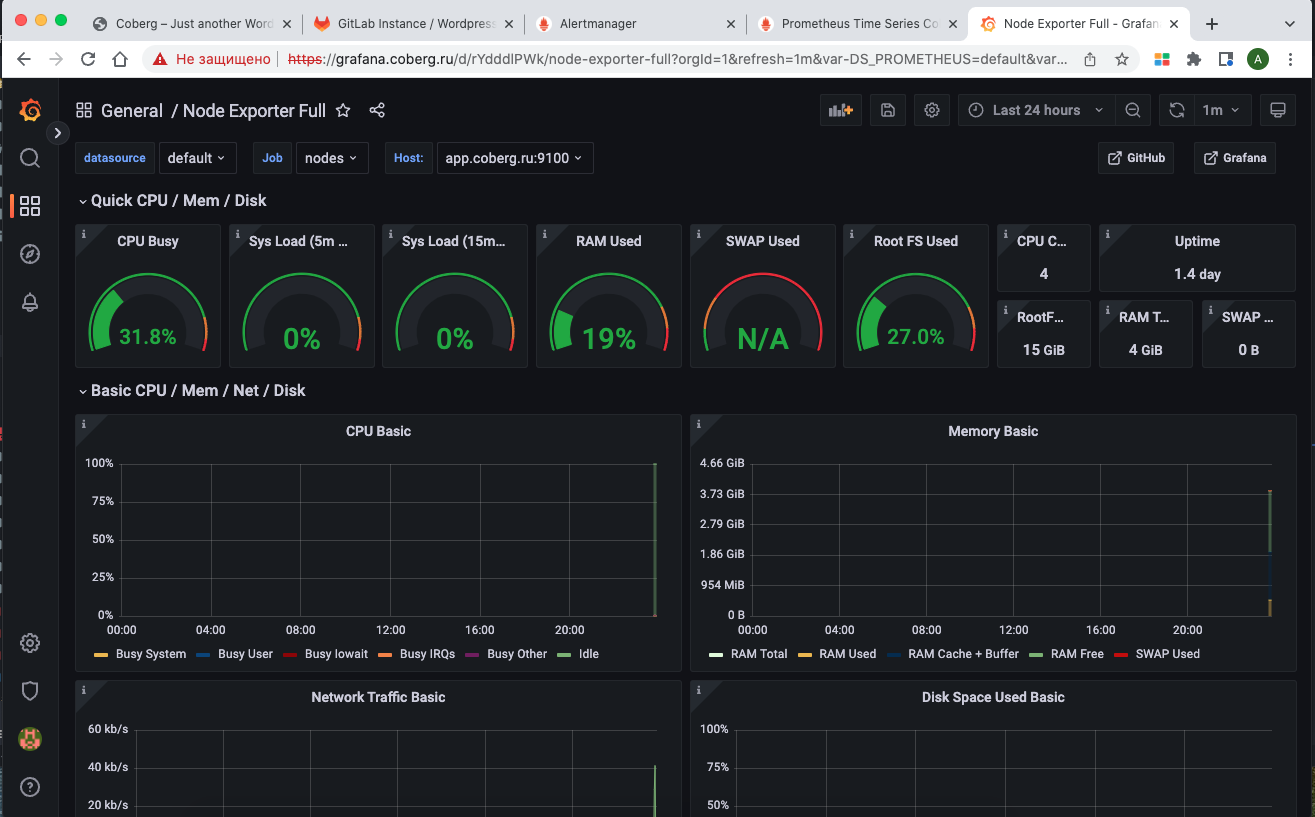 Coberg – Just another Word
GitLab Instance / Wordpress
Alertmanager
Prometheus Time Series Co
Node Exporter Full - Grafan
Не защищено
https://grafana.coberg.ru/d/rYdddlPWk/node-exporter-full?orgId=1&refresh=1m&var-DS_PROMETHEUS=default&var...
A
General / Node Exporter Full
Last 24 hours
1m
datasource default
Job nodes
Host: app.coberg.ru:9100
GitHub
Grafana
Quick CPU / Mem / Disk
CPU Busy
31.8%
Sys Load (5m ...
0%
Sys Load (15m...
0%
RAM Used
19%
SWAP Used
N/A
Root FS Used
27.0%
CPU C...
4
Uptime
1.4 day
RootF...
15 GiB
RAM T...
4 GiB
SWAP ...
0 B
Basic CPU / Mem / Net / Disk
CPU Basic
100%
75%
50%
25%
0%
00:00 04:00 08:00 12:00 16:00 20:00
Busy System Busy User Busy Iowait Busy IRQs Busy Other Idle
Memory Basic
4.66 GiB
3.73 GiB
2.79 GiB
1.86 GiB
954 MiB
0 B
00:00 04:00 08:00 12:00 16:00 20:00
RAM Total RAM Used RAM Cache + Buffer RAM Free SWAP Used
Network Traffic Basic
60 kb/s
40 kb/s
20 kb/s
Disk Space Used Basic
100%
75%
50%